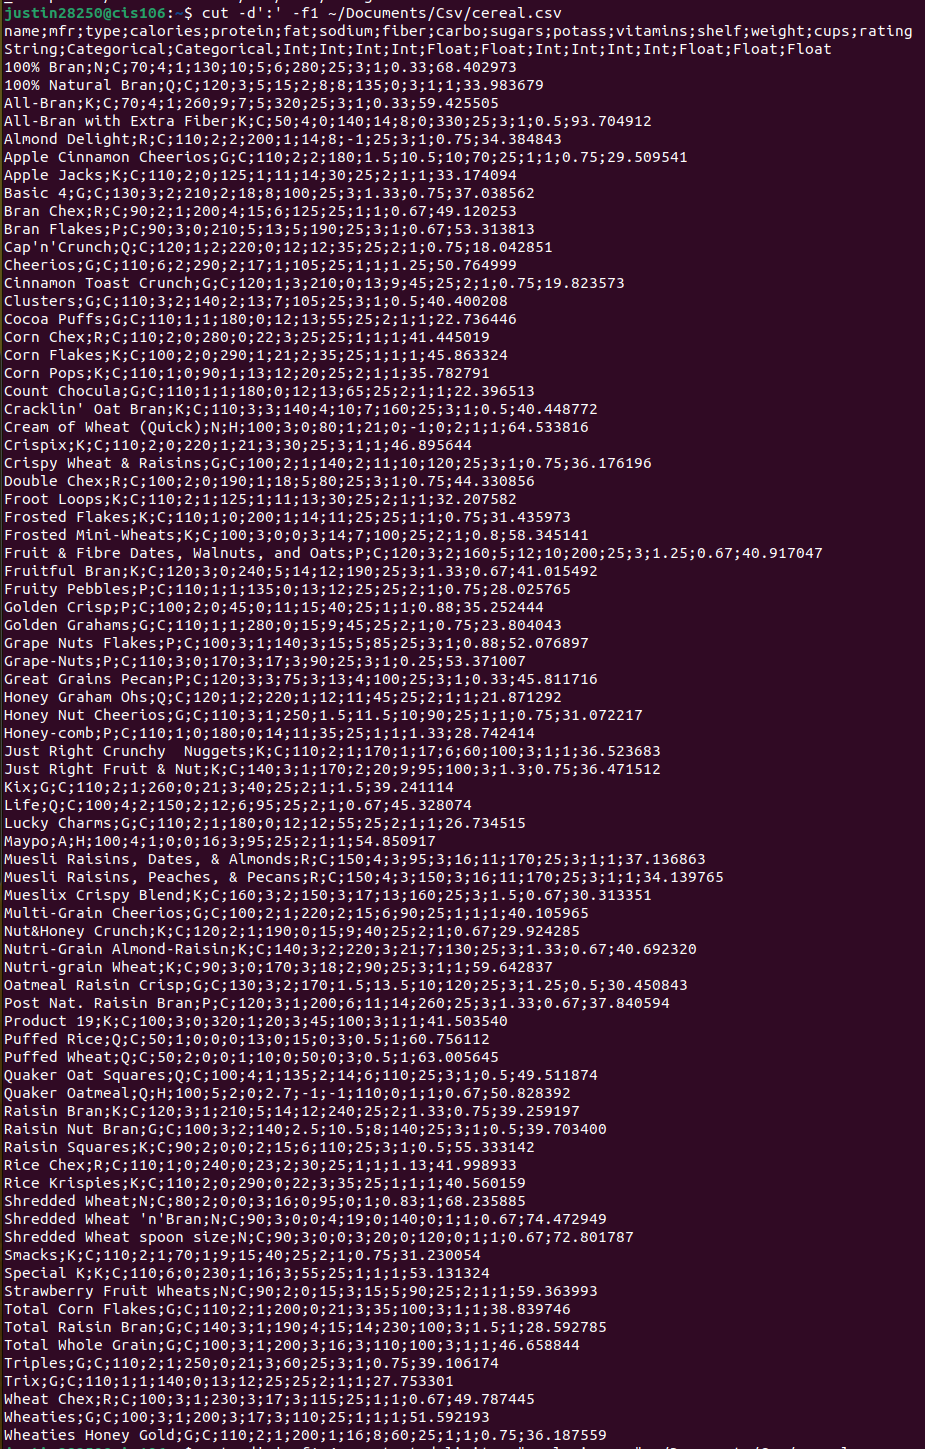 justin28250@cis106:~$ cut -d':' -f1 ~/Documents/Csv/cereal.csv
name;mfr;type;calories;protein;fat;sodium;fiber;carbo;sugars;potass;vitamins;shelf;weight;cups;rating
String;Categorical;Categorical;Int;Int;Int;Int;Float;Float;Int;Int;Int;Int;Float;Float;Float
100% Bran;N;C;70;4;1;130;10;5;6;280;25;3;1;0.33;68.402973
100% Natural Bran;Q;C;120;3;5;15;2;8;8;135;0;3;1;1;33.983679
All-Bran;K;C;70;4;1;260;9;7;5;320;25;3;1;0.33;59.425505
All-Bran with Extra Fiber;K;C;50;4;0;140;14;8;0;330;25;3;1;0.5;93.704912
Almond Delight;R;C;110;2;2;200;1;14;8;-1;25;3;1;0.75;34.384843
Apple Cinnamon Cheerios;G;C;110;2;2;180;1.5;10.5;10;70;25;1;1;0.75;29.509541
Apple Jacks;K;C;110;2;0;125;1;11;14;30;25;2;1;1;33.174094
Basic 4;G;C;130;3;2;210;2;18;8;100;25;3;1.33;0.75;37.038562
Bran Chex;R;C;90;2;1;200;4;15;6;125;25;1;1;0.67;49.120253
Bran Flakes;P;C;90;3;0;210;5;13;5;190;25;3;1;0.67;53.313813
Cap'n'Crunch;Q;C;120;1;2;220;0;12;12;35;25;2;1;0.75;18.042851
Cheerios;G;C;110;6;2;290;2;17;1;105;25;1;1;1.25;50.764999
Cinnamon Toast Crunch;G;C;120;1;3;210;0;13;9;45;25;2;1;0.75;19.823573
Clusters;G;C;110;3;2;140;2;13;7;105;25;3;1;0.5;40.400208
Cocoa Puffs;G;C;110;1;1;180;0;12;13;55;25;2;1;1;22.736446
Corn Chex;R;C;110;2;0;280;0;22;3;25;25;1;1;1;41.445019
Corn Flakes;K;C;100;2;0;290;1;21;2;35;25;1;1;1;45.863324
Corn Pops;K;C;110;1;0;90;1;13;12;20;25;2;1;1;35.782791
Count Chocula;G;C;110;1;1;180;0;12;13;65;25;2;1;1;22.396513
Cracklin' Oat Bran;K;C;110;3;3;140;4;10;7;160;25;3;1;0.5;40.448772
Cream of Wheat (Quick);N;H;100;3;0;80;1;21;0;-1;0;2;1;1;64.533816
Crispix;K;C;110;2;0;220;1;21;3;30;25;3;1;1;46.895644
Crispy Wheat & Raisins;G;C;100;2;1;140;2;11;10;120;25;3;1;0.75;36.176196
Double Chex;R;C;100;2;0;190;1;18;5;80;25;3;1;0.75;44.330856
Froot Loops;K;C;110;2;1;125;1;11;13;30;25;2;1;1;32.207582
Frosted Flakes;K;C;110;1;0;200;1;14;11;25;25;1;1;0.75;31.435973
Frosted Mini-Wheats;K;C;100;3;0;0;3;14;7;100;25;2;1;0.8;58.345141
Fruit & Fibre Dates, Walnuts, and Oats;P;C;120;3;2;160;5;12;10;200;25;3;1.25;0.67;40.917047
Fruitful Bran;K;C;120;3;0;240;5;14;12;190;25;3;1.33;0.67;41.015492
Fruity Pebbles;P;C;110;1;1;135;0;13;12;25;25;2;1;0.75;28.025765
Golden Crisp;P;C;100;2;0;45;0;11;15;40;25;1;1;0.88;35.252444
Golden Grahams;G;C;110;1;1;280;0;15;9;45;25;2;1;0.75;23.804043
Grape Nuts Flakes;P;C;100;3;1;140;3;15;5;85;25;3;1;0.88;52.076897
Grape-Nuts;P;C;110;3;0;170;3;17;3;90;25;3;1;0.25;53.371007
Great Grains Pecan;P;C;120;3;3;75;3;13;4;100;25;3;1;0.33;45.811716
Honey Graham Ohs;Q;C;120;1;2;220;1;12;11;45;25;2;1;1;21.871292
Honey Nut Cheerios;G;C;110;3;1;250;1.5;11.5;10;90;25;1;1;0.75;31.072217
Honey-comb;P;C;110;1;0;180;0;14;11;35;25;1;1;1.33;28.742414
Just Right Crunchy  Nuggets;K;C;110;2;1;170;1;17;6;60;100;3;1;1;36.523683
Just Right Fruit & Nut;K;C;140;3;1;170;2;20;9;95;100;3;1.3;0.75;36.471512
Kix;G;C;110;2;1;260;0;21;3;40;25;2;1;1.5;39.241114
Life;Q;C;100;4;2;150;2;12;6;95;25;2;1;0.67;45.328074
Lucky Charms;G;C;110;2;1;180;0;12;12;55;25;2;1;1;26.734515
Maypo;A;H;100;4;1;0;0;16;3;95;25;2;1;1;54.850917
Muesli Raisins, Dates, & Almonds;R;C;150;4;3;95;3;16;11;170;25;3;1;1;37.136863
Muesli Raisins, Peaches, & Pecans;R;C;150;4;3;150;3;16;11;170;25;3;1;1;34.139765
Mueslix Crispy Blend;K;C;160;3;2;150;3;17;13;160;25;3;1.5;0.67;30.313351
Multi-Grain Cheerios;G;C;100;2;1;220;2;15;6;90;25;1;1;1;40.105965
Nut&Honey Crunch;K;C;120;2;1;190;0;15;9;40;25;2;1;0.67;29.924285
Nutri-Grain Almond-Raisin;K;C;140;3;2;220;3;21;7;130;25;3;1.33;0.67;40.692320
Nutri-grain Wheat;K;C;90;3;0;170;3;18;2;90;25;3;1;1;59.642837
Oatmeal Raisin Crisp;G;C;130;3;2;170;1.5;13.5;10;120;25;3;1.25;0.5;30.450843
Post Nat. Raisin Bran;P;C;120;3;1;200;6;11;14;260;25;3;1.33;0.67;37.840594
Product 19;K;C;100;3;0;320;1;20;3;45;100;3;1;1;41.503540
Puffed Rice;Q;C;50;1;0;0;0;13;0;15;0;3;0.5;1;60.756112
Puffed Wheat;Q;C;50;2;0;0;1;10;0;50;0;3;0.5;1;63.005645
Quaker Oat Squares;Q;C;100;4;1;135;2;14;6;110;25;3;1;0.5;49.511874
Quaker Oatmeal;Q;H;100;5;2;0;2.7;-1;-1;110;0;1;1;0.67;50.828392
Raisin Bran;K;C;120;3;1;210;5;14;12;240;25;2;1.33;0.75;39.259197
Raisin Nut Bran;G;C;100;3;2;140;2.5;10.5;8;140;25;3;1;0.5;39.703400
Raisin Squares;K;C;90;2;0;0;2;15;6;110;25;3;1;0.5;55.333142
Rice Chex;R;C;110;1;0;240;0;23;2;30;25;1;1;1.13;41.998933
Rice Krispies;K;C;110;2;0;290;0;22;3;35;25;1;1;1;40.560159
Shredded Wheat;N;C;80;2;0;0;3;16;0;95;0;1;0.83;1;68.235885
Shredded Wheat 'n'Bran;N;C;90;3;0;0;4;19;0;140;0;1;1;0.67;74.472949
Shredded Wheat spoon size;N;C;90;3;0;0;3;20;0;120;0;1;1;0.67;72.801787
Smacks;K;C;110;2;1;70;1;9;15;40;25;2;1;0.75;31.230054
Special K;K;C;110;6;0;230;1;16;3;55;25;1;1;1;53.131324
Strawberry Fruit Wheats;N;C;90;2;0;15;3;15;5;90;25;2;1;1;59.363993
Total Corn Flakes;G;C;110;2;1;200;0;21;3;35;100;3;1;1;38.839746
Total Raisin Bran;G;C;140;3;1;190;4;15;14;230;100;3;1.5;1;28.592785
Total Whole Grain;G;C;100;3;1;200;3;16;3;110;100;3;1;1;46.658844
Triples;G;C;110;2;1;250;0;21;3;60;25;3;1;0.75;39.106174
Trix;G;C;110;1;1;140;0;13;12;25;25;2;1;1;27.753301
Wheat Chex;R;C;100;3;1;230;3;17;3;115;25;1;1;0.67;49.787445
Wheaties;G;C;100;3;1;200;3;17;3;110;25;1;1;1;51.592193
Wheaties Honey Gold;G;C;110;2;1;200;1;16;8;60;25;1;1;0.75;36.187559